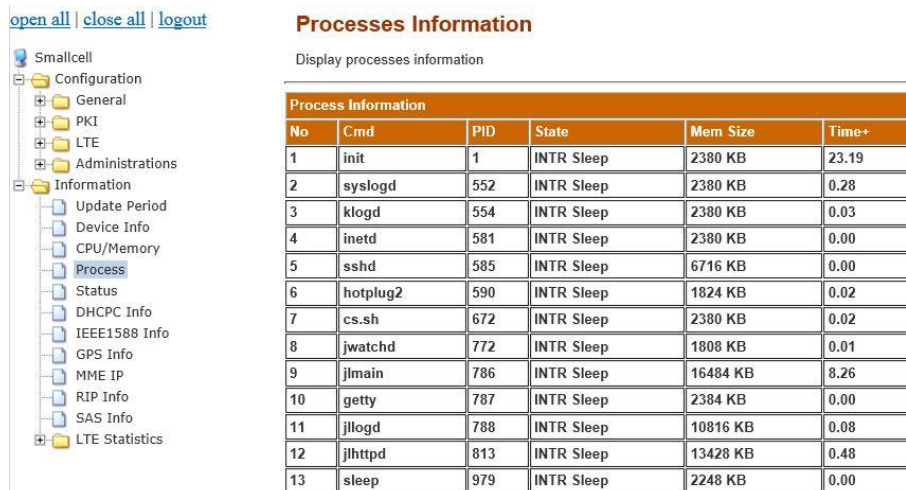 open all | close all | logout
Smallcell
Configuration
General
PKI
LTE
Administrations
Information
Update Period
Device Info
CPU/Memory
Process
Status
DHCPC Info
IEEE1588 Info
GPS Info
MME IP
RIP Info
SAS Info
LTE Statistics
Processes Information
Display processes information
Process Information
No Cmd PID State Mem Size Time+
1 init 1 INTR Sleep 2380 KB 23.19
2 syslogd 552 INTR Sleep 2380 KB 0.28
3 klogd 554 INTR Sleep 2380 KB 0.03
4 inetd 581 INTR Sleep 2380 KB 0.00
5 sshd 585 INTR Sleep 6716 KB 0.00
6 hotplug2 590 INTR Sleep 1824 KB 0.02
7 cs.sh 672 INTR Sleep 2380 KB 0.02
8 jwatchd 772 INTR Sleep 1808 KB 0.01
9 jlmain 786 INTR Sleep 16484 KB 8.26
10 getty 787 INTR Sleep 2384 KB 0.00
11 jllogd 788 INTR Sleep 10816 KB 0.08
12 jlhttpd 813 INTR Sleep 13428 KB 0.48
13 sleep 979 INTR Sleep 2248 KB 0.00